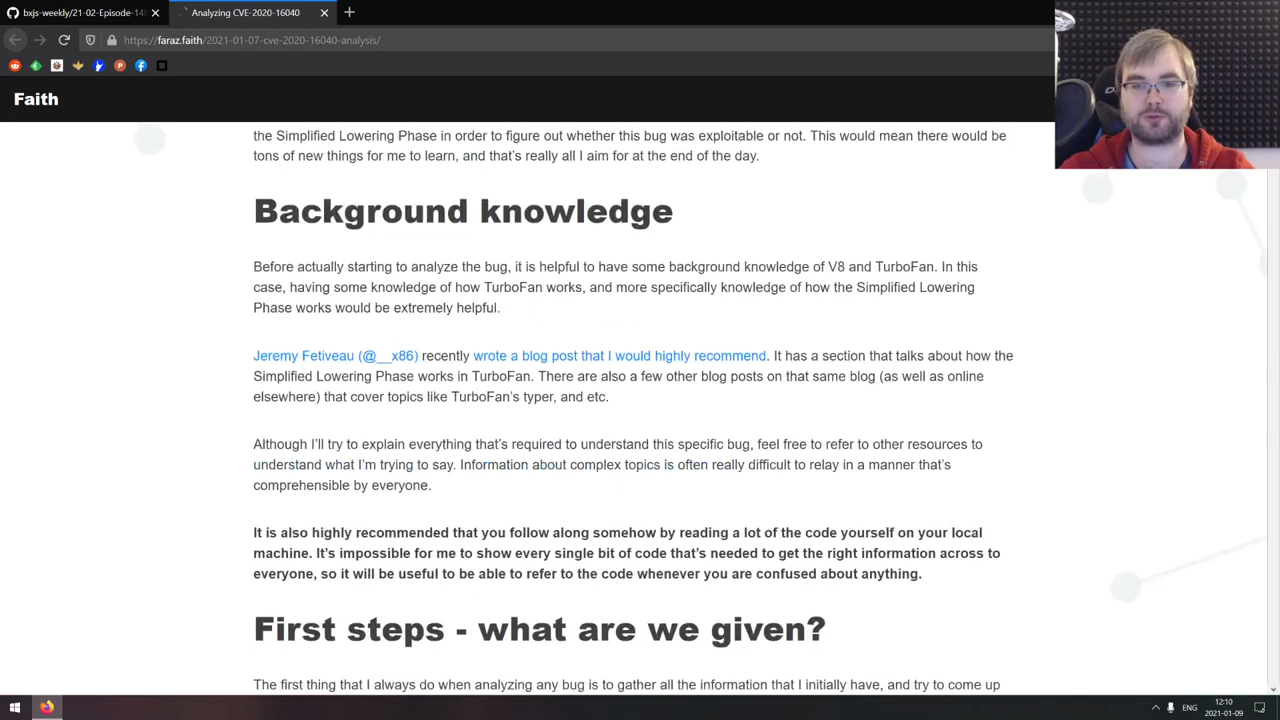 bxjs-weekly/21-02-Episode-148
Analyzing CVE-2020-16040
https://faraz.faith/2021-01-07-cve-2020-16040-analysis/
Faith
the Simplified Lowering Phase in order to figure out whether this bug was exploitable or not. This would mean there would be
tons of new things for me to learn, and that's really all I aim for at the end of the day.
Background knowledge
Before actually starting to analyze the bug, it is helpful to have some background knowledge of V8 and TurboFan. In this
case, having some knowledge of how TurboFan works, and more specifically knowledge of how the Simplified Lowering
Phase works would be extremely helpful.
Jeremy Fetiveau (@__x86) recently wrote a blog post that I would highly recommend. It has a section that talks about how the
Simplified Lowering Phase works in TurboFan. There are also a few other blog posts on that same blog (as well as online
elsewhere) that cover topics like TurboFan's typer, and etc.
Although I'll try to explain everything that's required to understand this specific bug, feel free to refer to other resources to
understand what I'm trying to say. Information about complex topics is often really difficult to relay in a manner that's
comprehensible by everyone.
It is also highly recommended that you follow along somehow by reading a lot of the code yourself on your local
machine. It's impossible for me to show every single bit of code that's needed to get the right information across to
everyone, so it will be useful to be able to refer to the code whenever you are confused about anything.
First steps - what are we given?
The first thing that I always do when analyzing any bug is to gather all the information that I initially have, and try to come up
ENG
12:10
2021-01-09